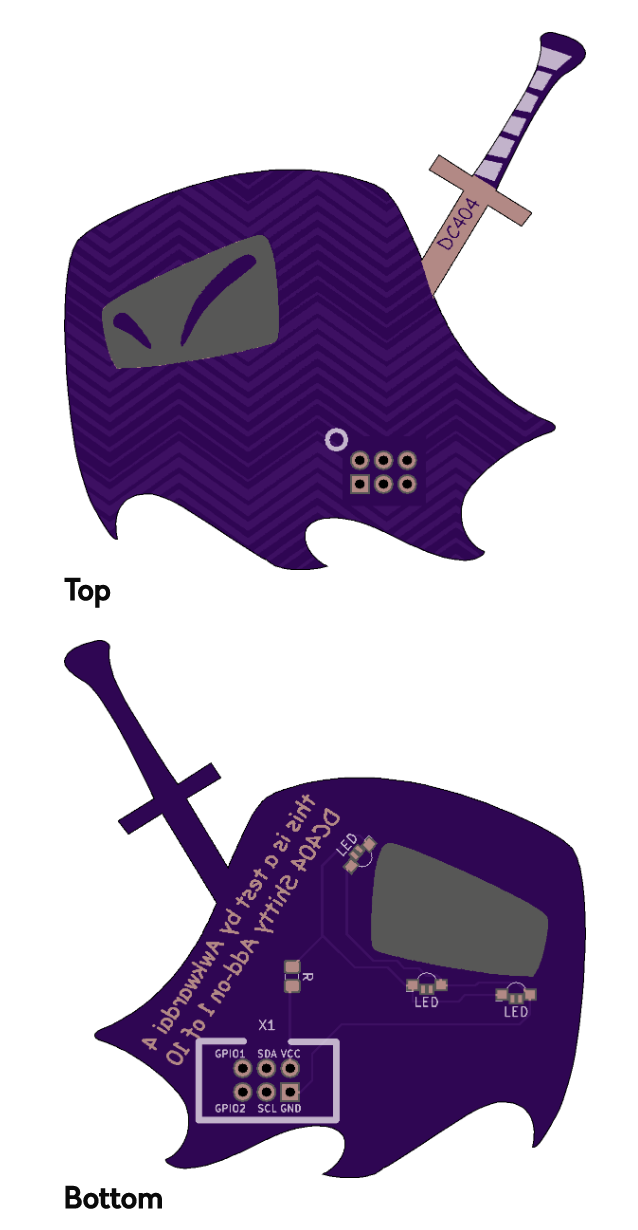 DC404
Top
this is a test by Awkwardai 4
DC404 Shitty Add-on 1 of 10
LED
R
LED
LED
X1
GPIO1 SDA VCC
GPIO2 SCL GND
Bottom